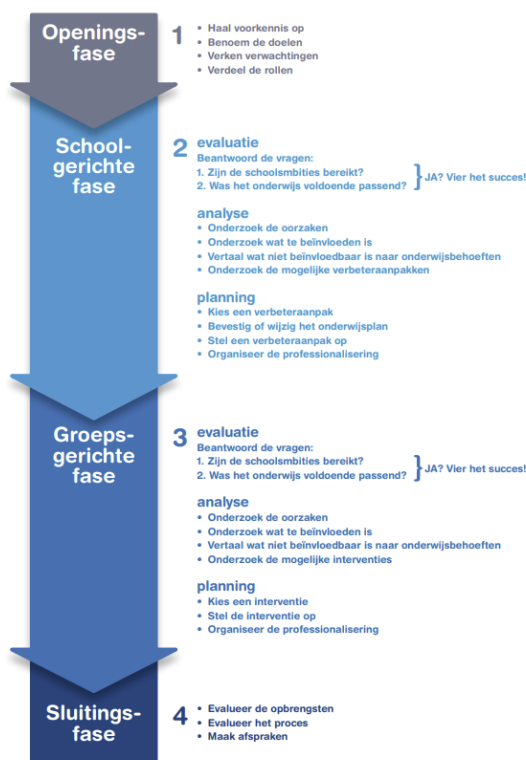 Openings-
fase
1
• Haal voorkennis op
• Benoem de doelen
• Verken verwachtingen
• Verdeel de rollen
School-
gerichte
fase
2 evaluatie
Beantwoord de vragen:
1. Zijn de schoolsmbities bereikt?
2. Was het onderwijs voldoende passend?
} JA? Vier het succes!
analyse
• Onderzoek de oorzaken
• Onderzoek wat te beïnvloeden is
• Vertaal wat niet beïnvloedbaar is naar onderwijsbehoeften
• Onderzoek de mogelijke verbeteraanpakken
planning
• Kies een verbeteraanpak
• Bevestig of wijzig het onderwijsplan
• Stel een verbeteraanpak op
• Organiseer de professionalisering
Groeps-
gerichte
fase
3 evaluatie
Beantwoord de vragen:
1. Zijn de schoolsmbities bereikt?
2. Was het onderwijs voldoende passend?
} JA? Vier het succes!
analyse
• Onderzoek de oorzaken
• Onderzoek wat te beïnvloeden is
• Vertaal wat niet beïnvloedbaar is naar onderwijsbehoeften
• Onderzoek de mogelijke interventies
planning
• Kies een interventie
• Stel de interventie op
• Organiseer de professionalisering
Sluitings-
fase
4
• Evalueer de opbrengsten
• Evalueer het proces
• Maak afspraken